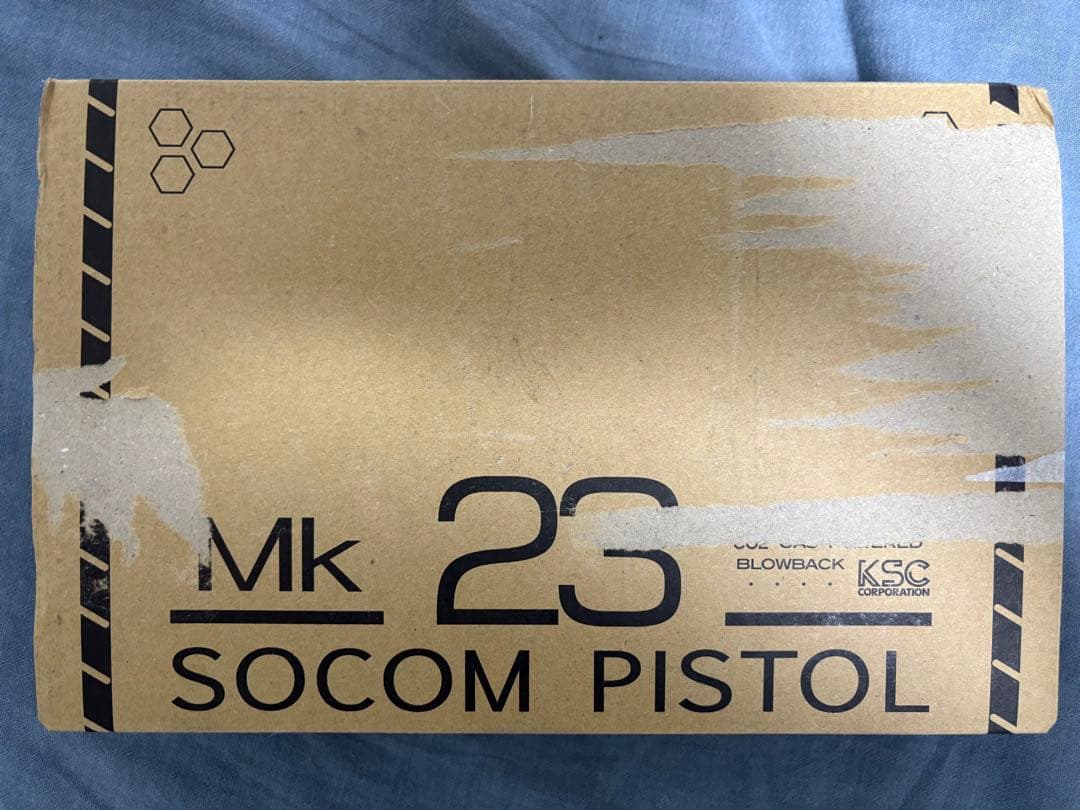 Mk 23
BLOWBACK
KSC
CORPORATION
SOCOM PISTOL